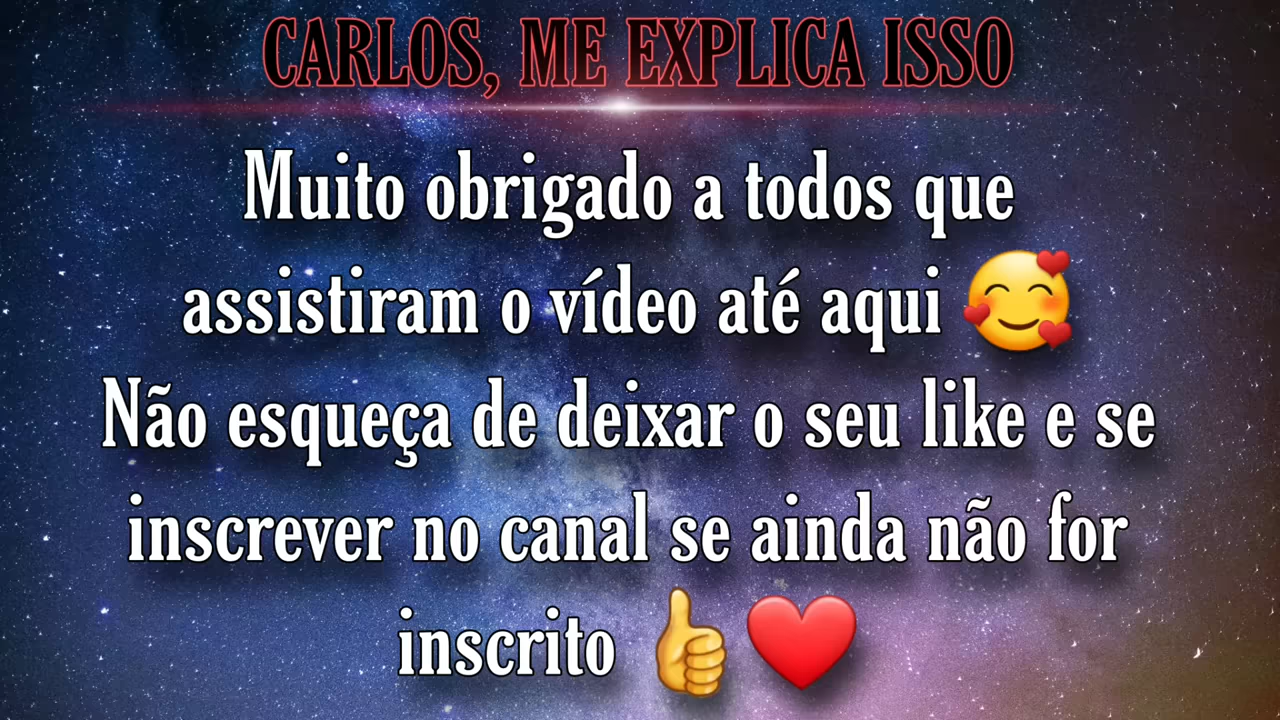 CARLOS, ME EXPLICA ISSO
Muito obrigado a todos que
assistiram o vídeo até aqui 🥰
Não esqueça de deixar o seu like e se
inscrever no canal se ainda não for
inscrito 👍❤️